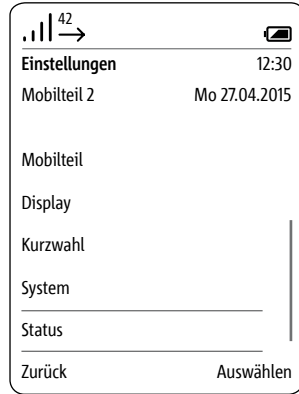 42
Einstellungen 12:30
Mobilteil 2 Mo 27.04.2015
Mobilteil
Display
Kurzwahl
System
Status
Zurück Auswählen